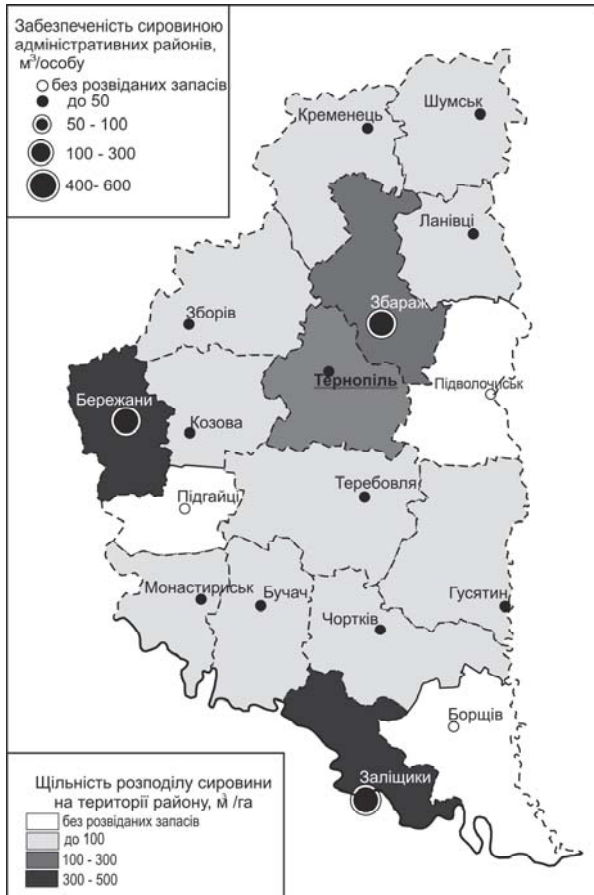 Забезпеченість сировиною
адміністративних районів,
м³/особу
без розвіданих запасів
до 50
50 - 100
100 - 300
400- 600
Шумськ
Кременець
Ланівці
Збараж
Зборів
Тернопіль
Підволочиськ
Бережани
Козова
Теребовля
Підгайці
Монастириськ
Бучач
Гусятин
Чортків
Борщів
Заліщики
Щільність розподілу сировини
на території району, м³ /га
без розвіданих запасів
до 100
100 - 300
300 - 500